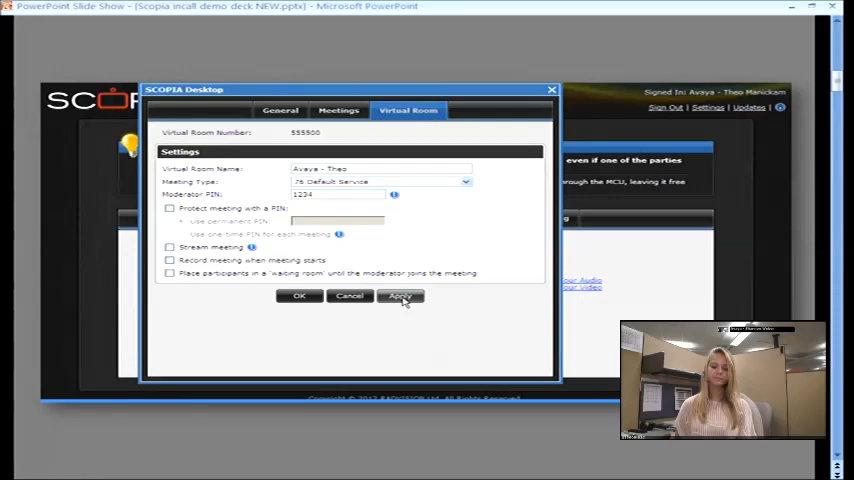 PowerPoint Slide Show - [Scopia incall demo deck NEW.pptx] - Microsoft PowerPoint
SCOPIA Desktop
Signed In: Avaya - Theo Manickam
Sign Out | Settings | Updates |
General
Meetings
Virtual Room
Virtual Room Number: 555500
Settings
even if one of the parties
Virtual Room Name: Avaya - Theo
Meeting Type: 76 Default Service
through the MCU, leaving it free
Moderator PIN: 1234
Protect meeting with a PIN:
Use permanent PIN:
Use one-time PIN for each meeting
Stream meeting
Record meeting when meeting starts
Place participants in a 'waiting room' until the moderator joins the meeting
OK
Cancel
Apply
your Audio
your Video